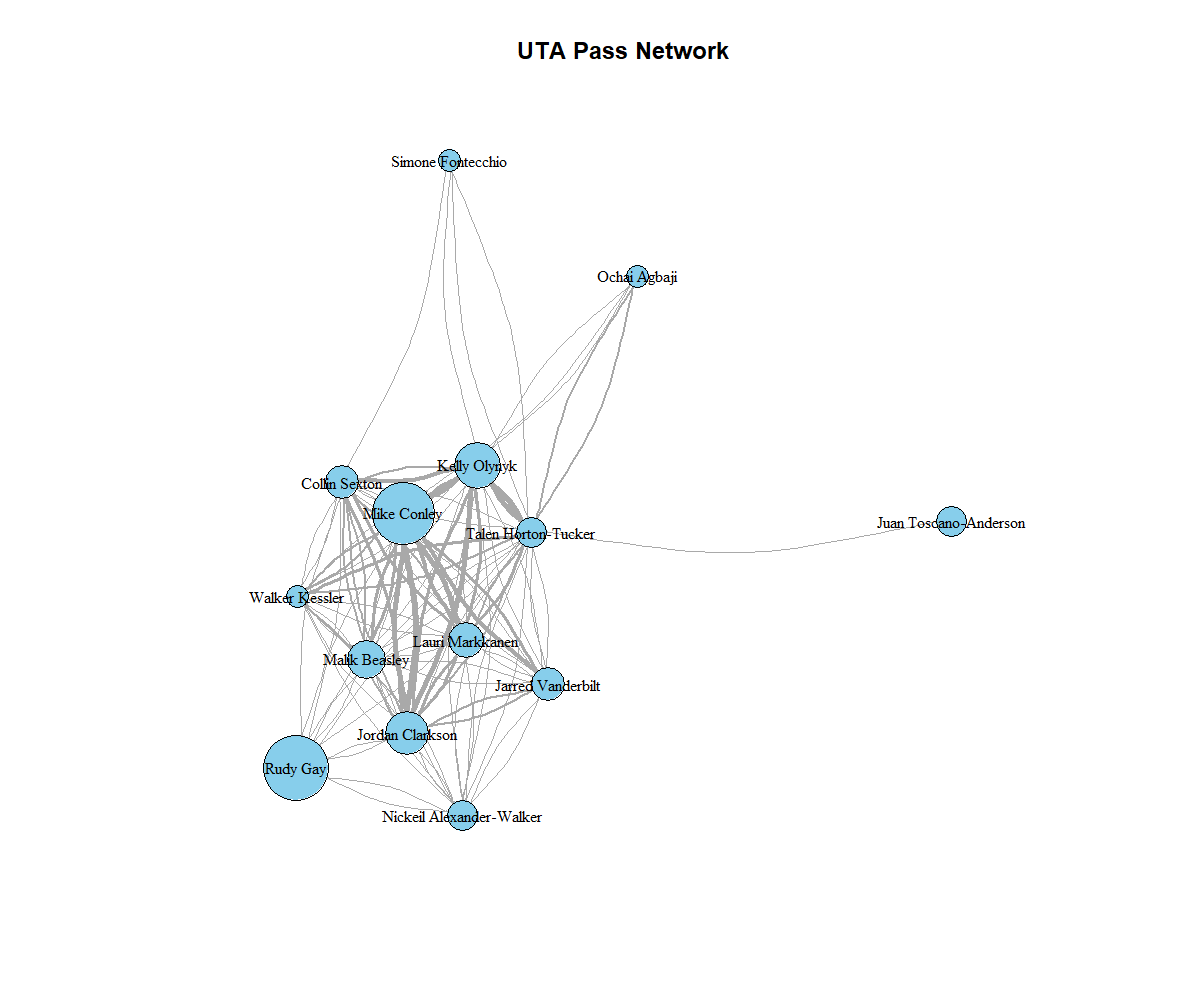 UTA Pass Network
Simone Fontecchio
Ochai Agbaji
Kelly Olynyk
Collin Sexton
Mike Conley
Juan Toscano-Anderson
Talen Horton-Tucker
Walker Kessler
Lauri Markkanen
Malik Beasley
Jarred Vanderbilt
Jordan Clarkson
Rudy Gay
Nickeil Alexander-Walker